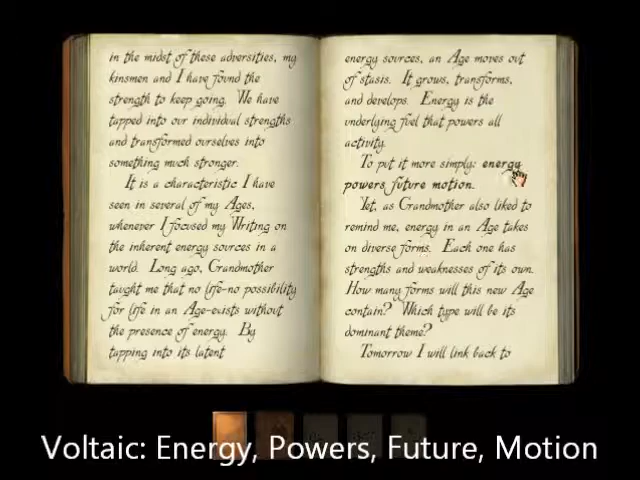 in the midst of these adversities, my
kinsmen and I have found the
strength to keep going. We have
tapped into our individual strengths
and transformed ourselves into
something much stronger.
It is a characteristic I have
seen in several of my Ages,
whenever I focused my Writing on
the inherent energy sources in a
world. Long ago, Grandmother
taught me that no life-no possibility
for life in an Age-exists without
the presence of energy. By
tapping into its latent
energy sources, an Age moves out
of stasis. It grows, transforms,
and develops. Energy is the
underlying fuel that powers all
activity.
To put it more simply: energy
powers future motion.
Yet, as Grandmother also liked to
remind me, energy in an Age takes
on diverse forms. Each one has
strengths and weaknesses of its own.
How many forms will this new Age
contain? Which type will be its
dominant theme?
Tomorrow I will link back to
Voltaic: Energy, Powers, Future, Motion